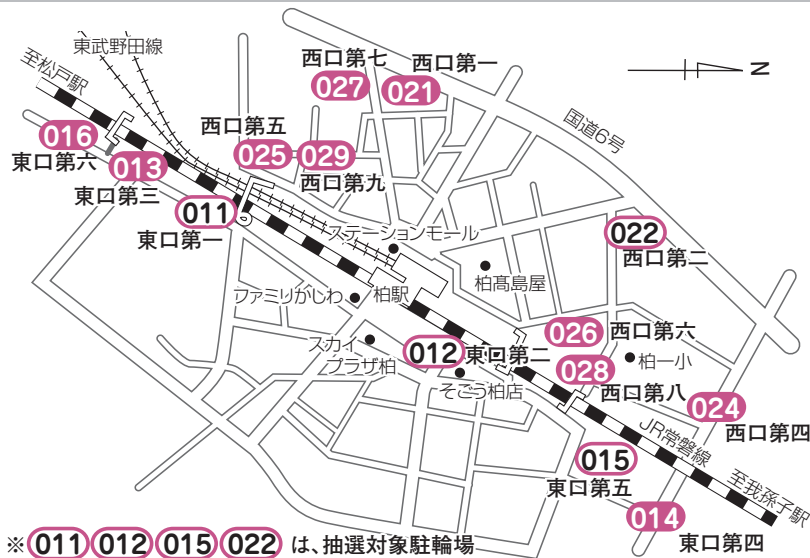 東武野田線
至松戸駅
西口第七
027
西口第一
021
N
国道6号
016
東口第六
013
東口第三
西口第五
025
029
西口第九
011
東口第一
ステーションモール
022
西口第二
柏髙島屋
ファミリかしわ
柏駅
スカイ
プラザ柏
012
東口第二
そごう柏店
026
西口第六
柏一小
028
西口第八
024
西口第四
JR常磐線
015
東口第五
至我孫子駅
014
東口第四
※011 012 015 022 は、抽選対象駐輪場